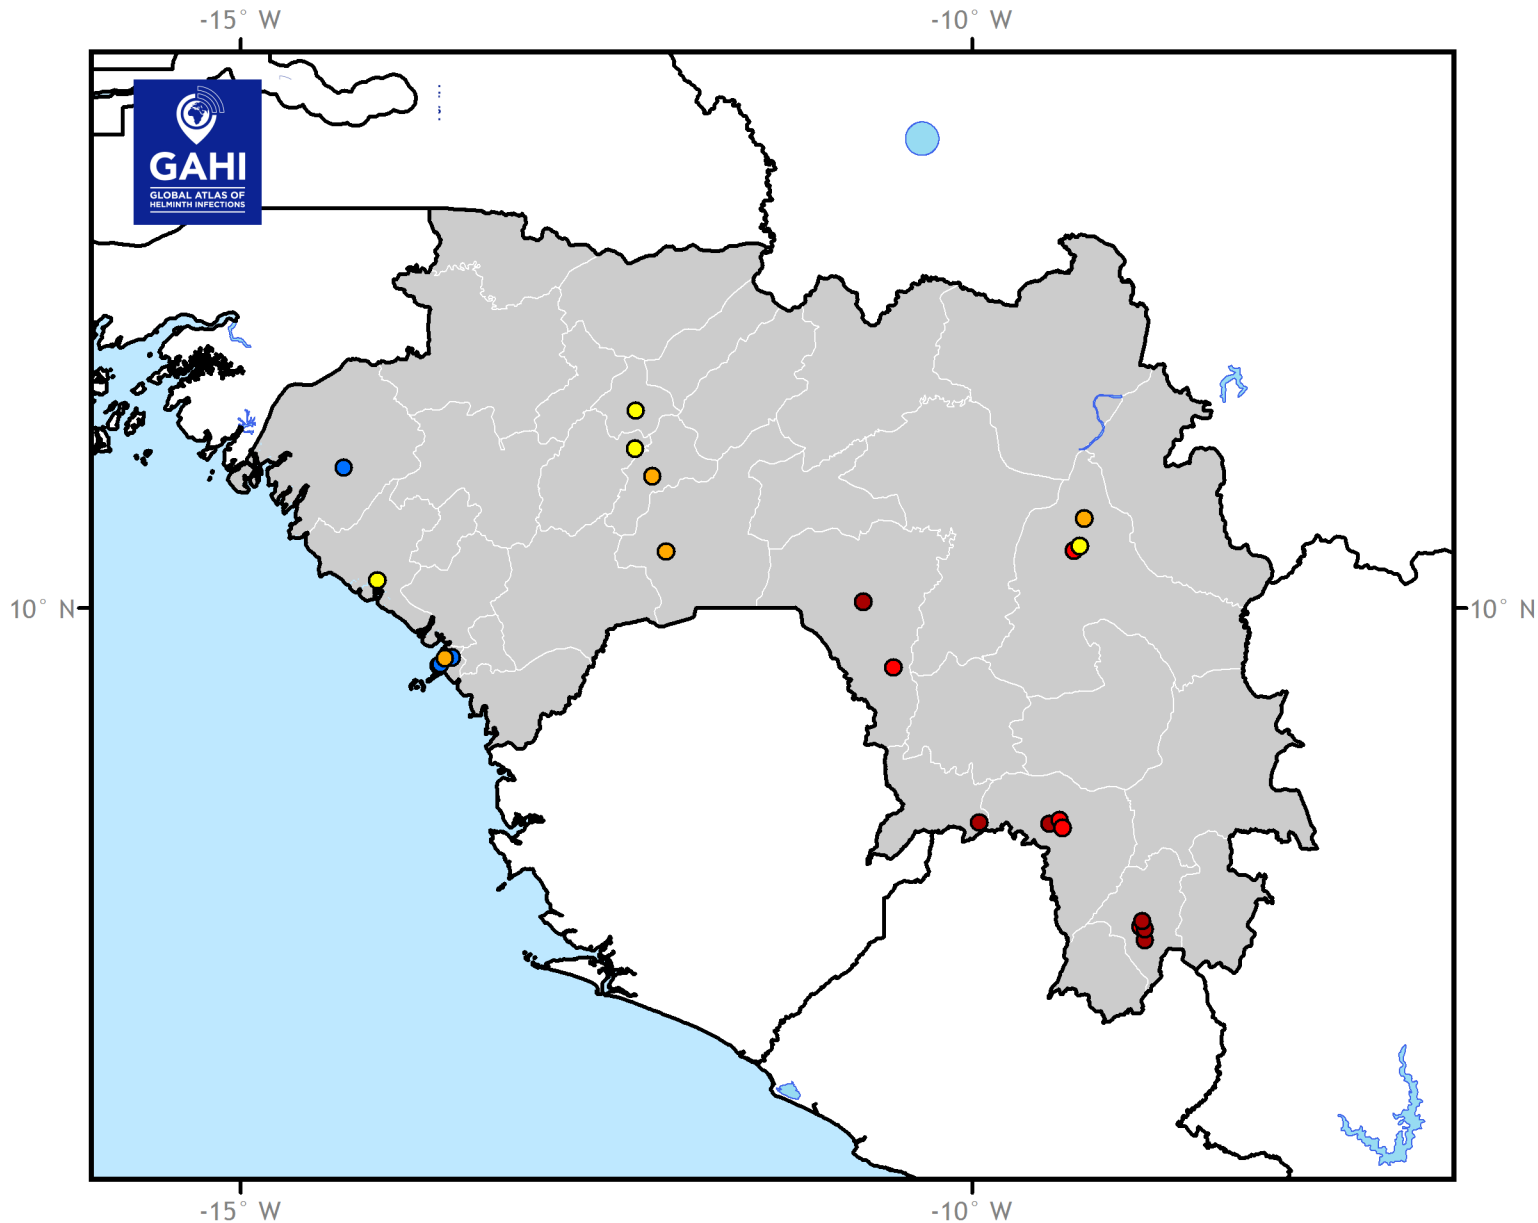 -15° W
-10° W
GAHI
GLOBAL ATLAS OF
HELMINTH INFECTIONS
10° N
10° N
-15° W
-10° W